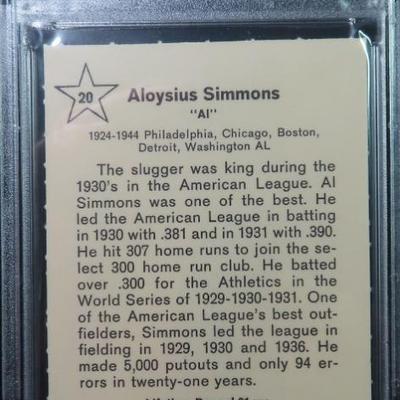 20 Aloysius Simmons
"Al"
1924-1944 Philadelphia, Chicago, Boston,
Detroit, Washington AL
The slugger was king during the
1930's in the American League. Al
Simmons was one of the best. He
led the American League in batting
in 1930 with .381 and in 1931 with .390.
He hit 307 home runs to join the se-
lect 300 home run club. He batted
over .300 for the Athletics in the
World Series of 1929-1930-1931. One
of the American League's best out-
fielders, Simmons led the league in
fielding in 1929, 1930 and 1936. He
made 5,000 putouts and only 94 er-
rors in twenty-one years.